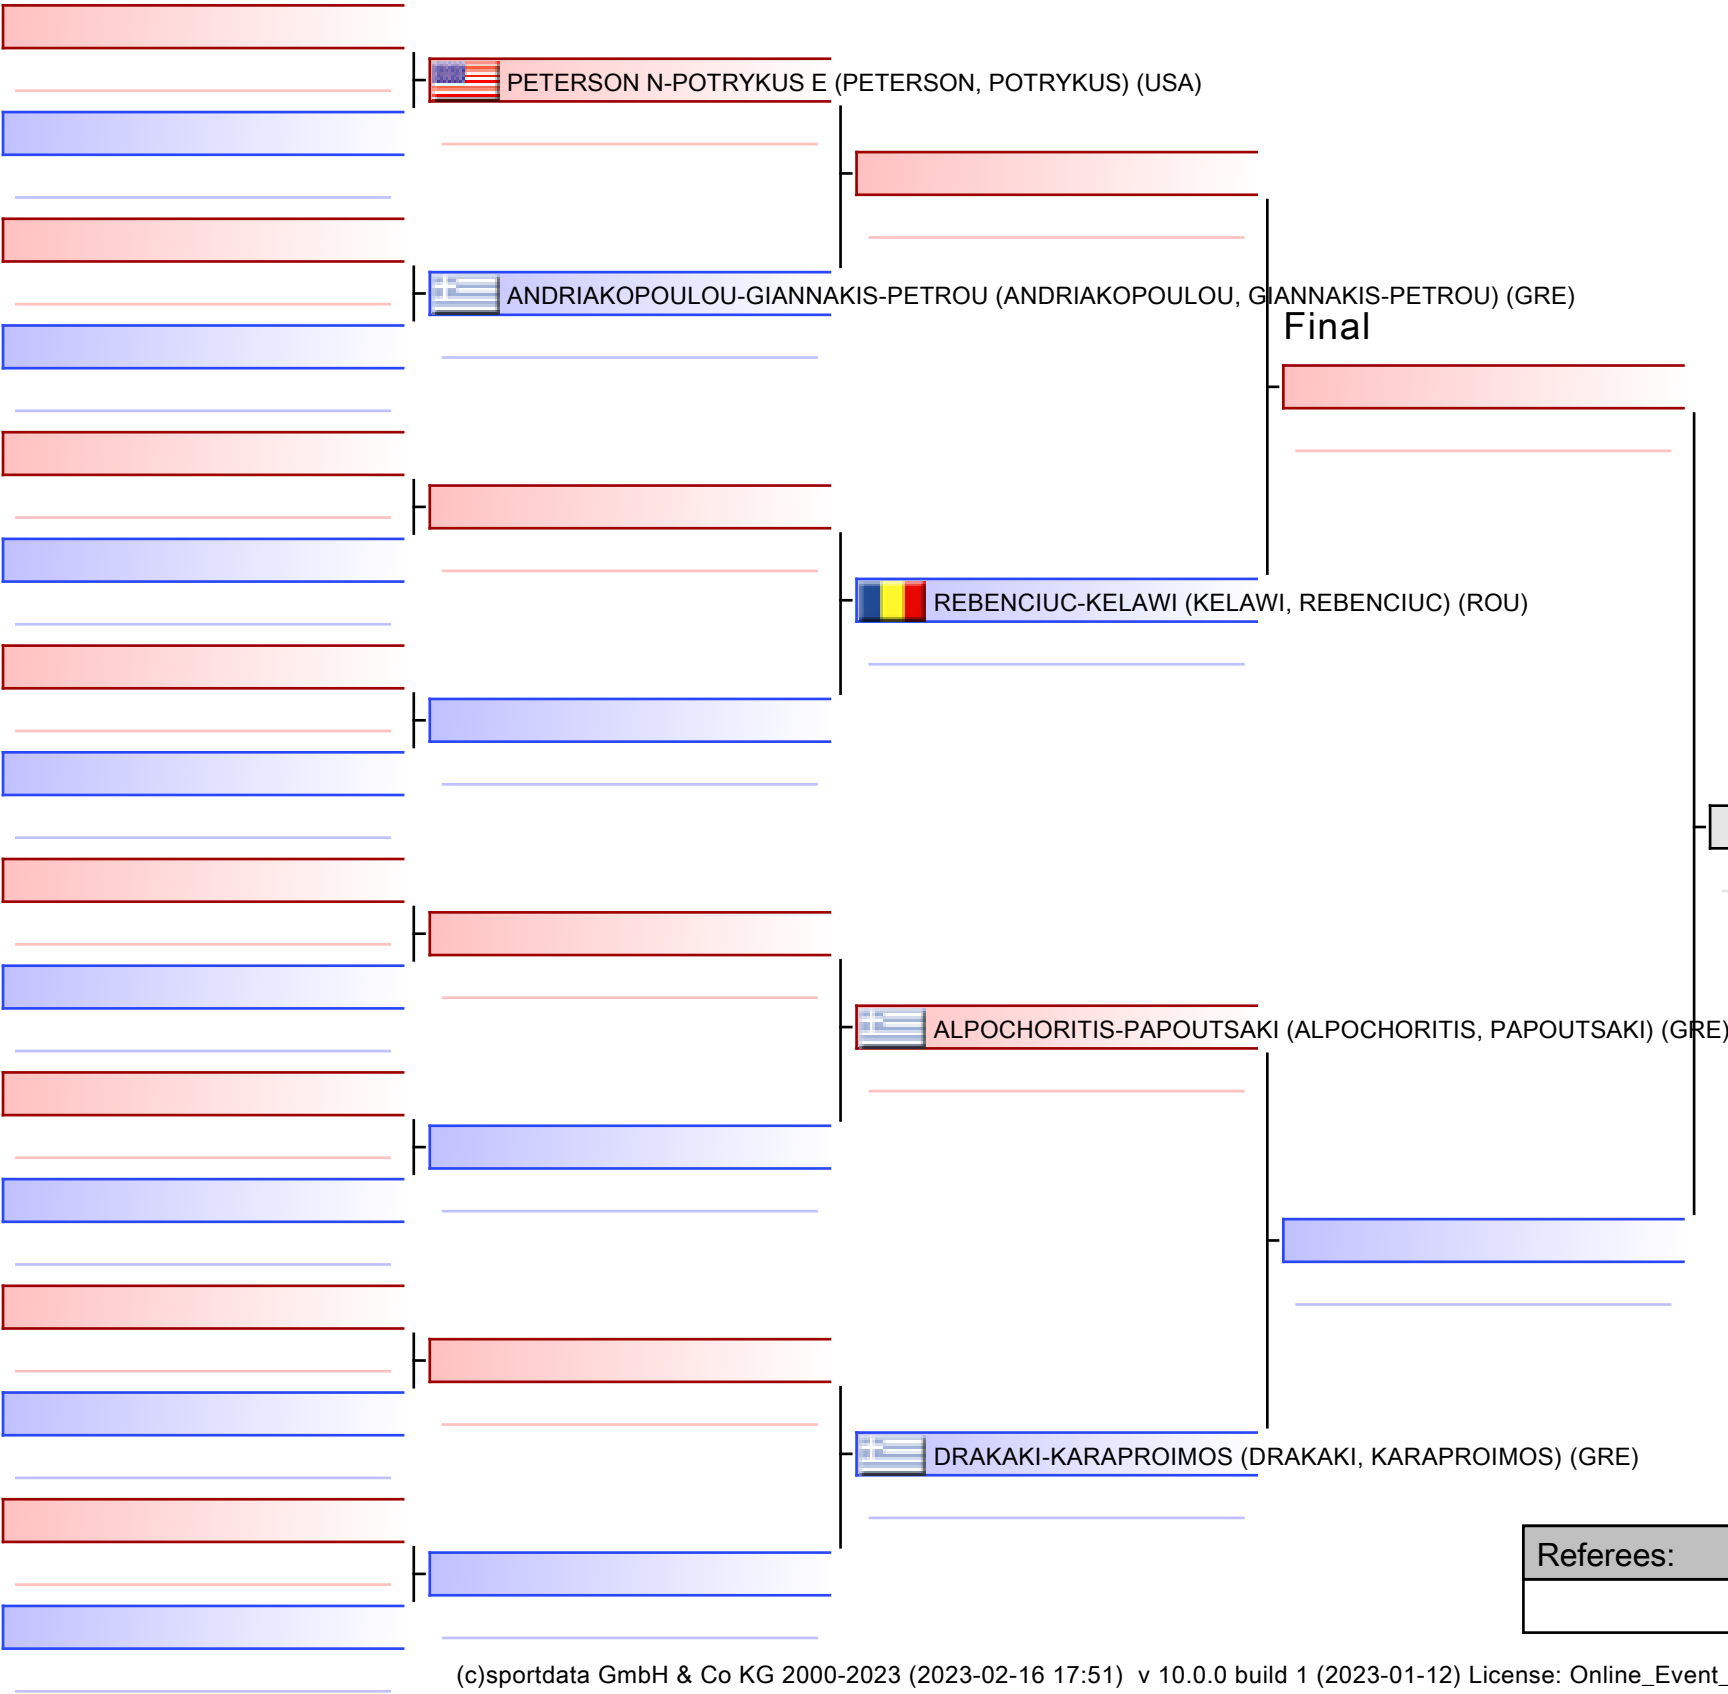 PETERSON N-POTRYKUS E (PETERSON, POTRYKUS) (USA)
ANDRIAKOPOULOU-GIANNAKIS-PETROU (ANDRIAKOPOULOU, GIANNAKIS-PETROU) (GRE)
Final
REBENCIUC-KELAWI (KELAWI, REBENCIUC) (ROU)
ALPOCHORITIS-PAPOUTSAKI (ALPOCHORITIS, PAPOUTSAKI) (GRE)
DRAKAKI-KARAPROIMOS (DRAKAKI, KARAPROIMOS) (GRE)
Referees:
(c)sportdata GmbH & Co KG 2000-2023 (2023-02-16 17:51) v 10.0.0 build 1 (2023-01-12) License: Online_Event_